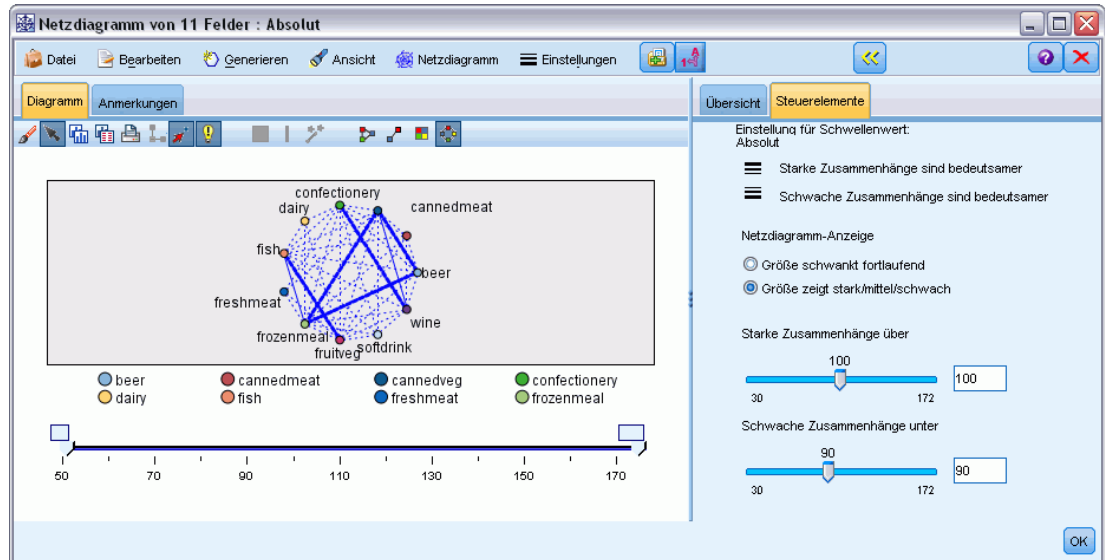 Netzdiagramm von 11 Felder : Absolut
Datei Bearbeiten Generieren Ansicht Netzdiagramm Einstellungen
Diagramm Anmerkungen
Übersicht Steuerelemente
confectionery
dairy
cannedmeat
fish
beer
freshmeat
wine
frozenmeal
softdrink
fruitveg
beer cannedmeat cannedveg confectionery
dairy fish freshmeat frozenmeal
50 70 90 110 130 150 170
Einstellung für Schwellenwert:
Absolut
Starke Zusammenhänge sind bedeutsamer
Schwache Zusammenhänge sind bedeutsamer
Netzdiagramm-Anzeige
Größe schwankt fortlaufend
Größe zeigt stark/mittel/schwach
Starke Zusammenhänge über
100
100
30 172
Schwache Zusammenhänge unter
90
90
30 172
OK